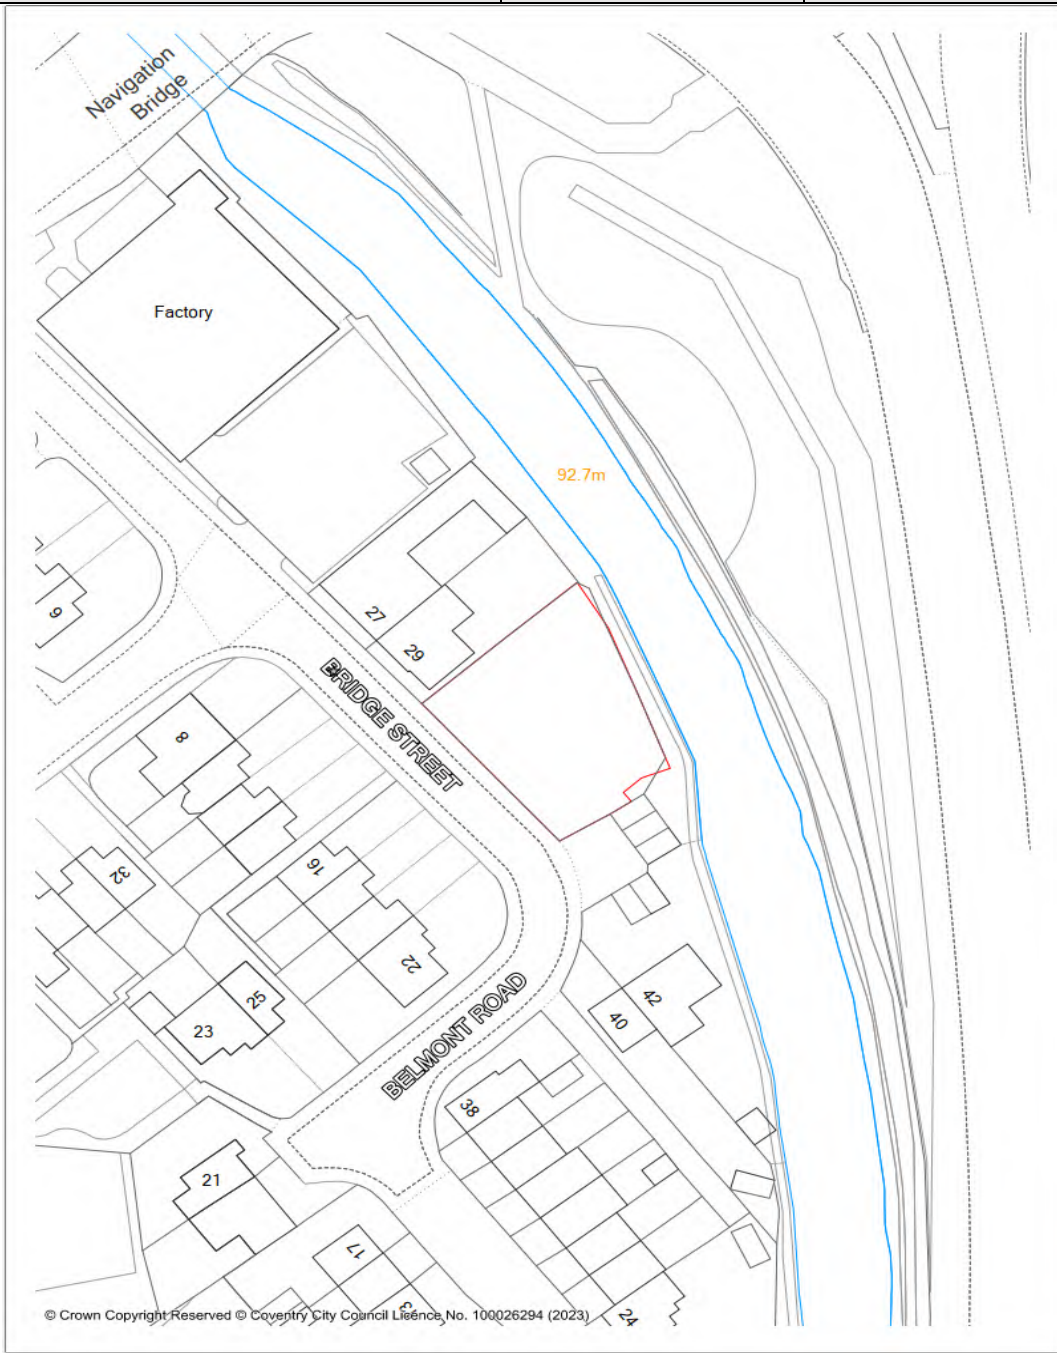 Navigation
Bridge
Factory
92.7m
9
27
29
BRIDGE STREET
8
32
16
22
25
23
BELMONT ROAD
42
40
38
21
17
13
24
© Crown Copyright Reserved © Coventry City Council Licence No. 100026294 (2023)